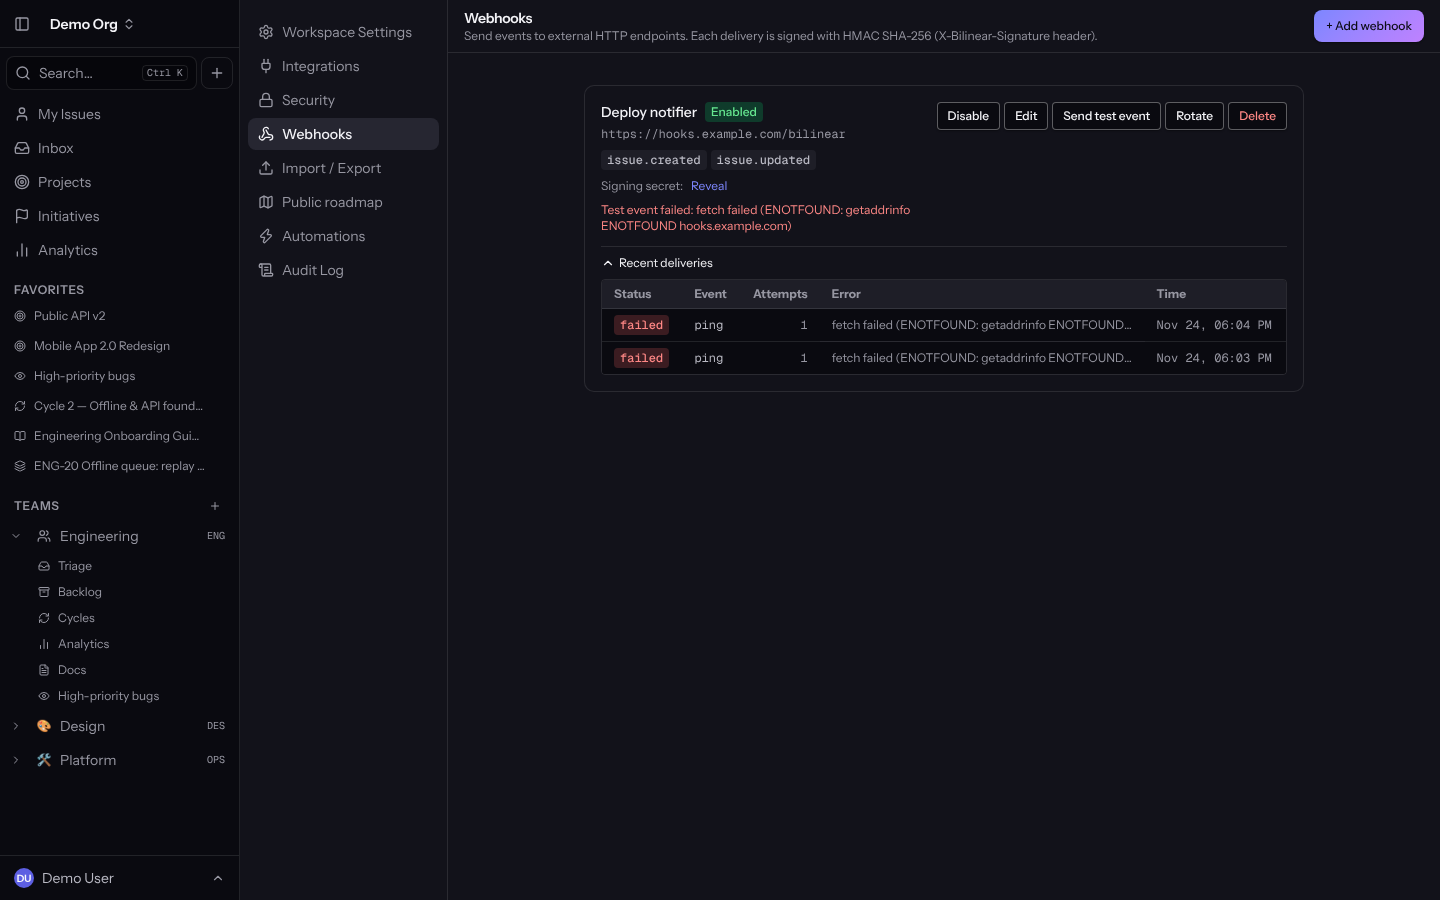 Demo Org
Search...
Ctrl K
My Issues
Inbox
Projects
Initiatives
Analytics
FAVORITES
Public API v2
Mobile App 2.0 Redesign
High-priority bugs
Cycle 2 — Offline & API found...
Engineering Onboarding Gui...
ENG-20 Offline queue: replay ...
TEAMS
Engineering ENG
Triage
Backlog
Cycles
Analytics
Docs
High-priority bugs
Design DES
Platform OPS
DU Demo User
Workspace Settings
Integrations
Security
Webhooks
Import / Export
Public roadmap
Automations
Audit Log
Webhooks
Send events to external HTTP endpoints. Each delivery is signed with HMAC SHA-256 (X-Bilinear-Signature header).
+ Add webhook
Deploy notifier Enabled
Disable Edit Send test event Rotate Delete
https://hooks.example.com/bilinear
issue.created issue.updated
Signing secret: Reveal
Test event failed: fetch failed (ENOTFOUND: getaddrinfo
ENOTFOUND hooks.example.com)
Recent deliveries
Status Event Attempts Error Time
failed ping 1 fetch failed (ENOTFOUND: getaddrinfo ENOTFOUND... Nov 24, 06:04 PM
failed ping 1 fetch failed (ENOTFOUND: getaddrinfo ENOTFOUND... Nov 24, 06:03 PM